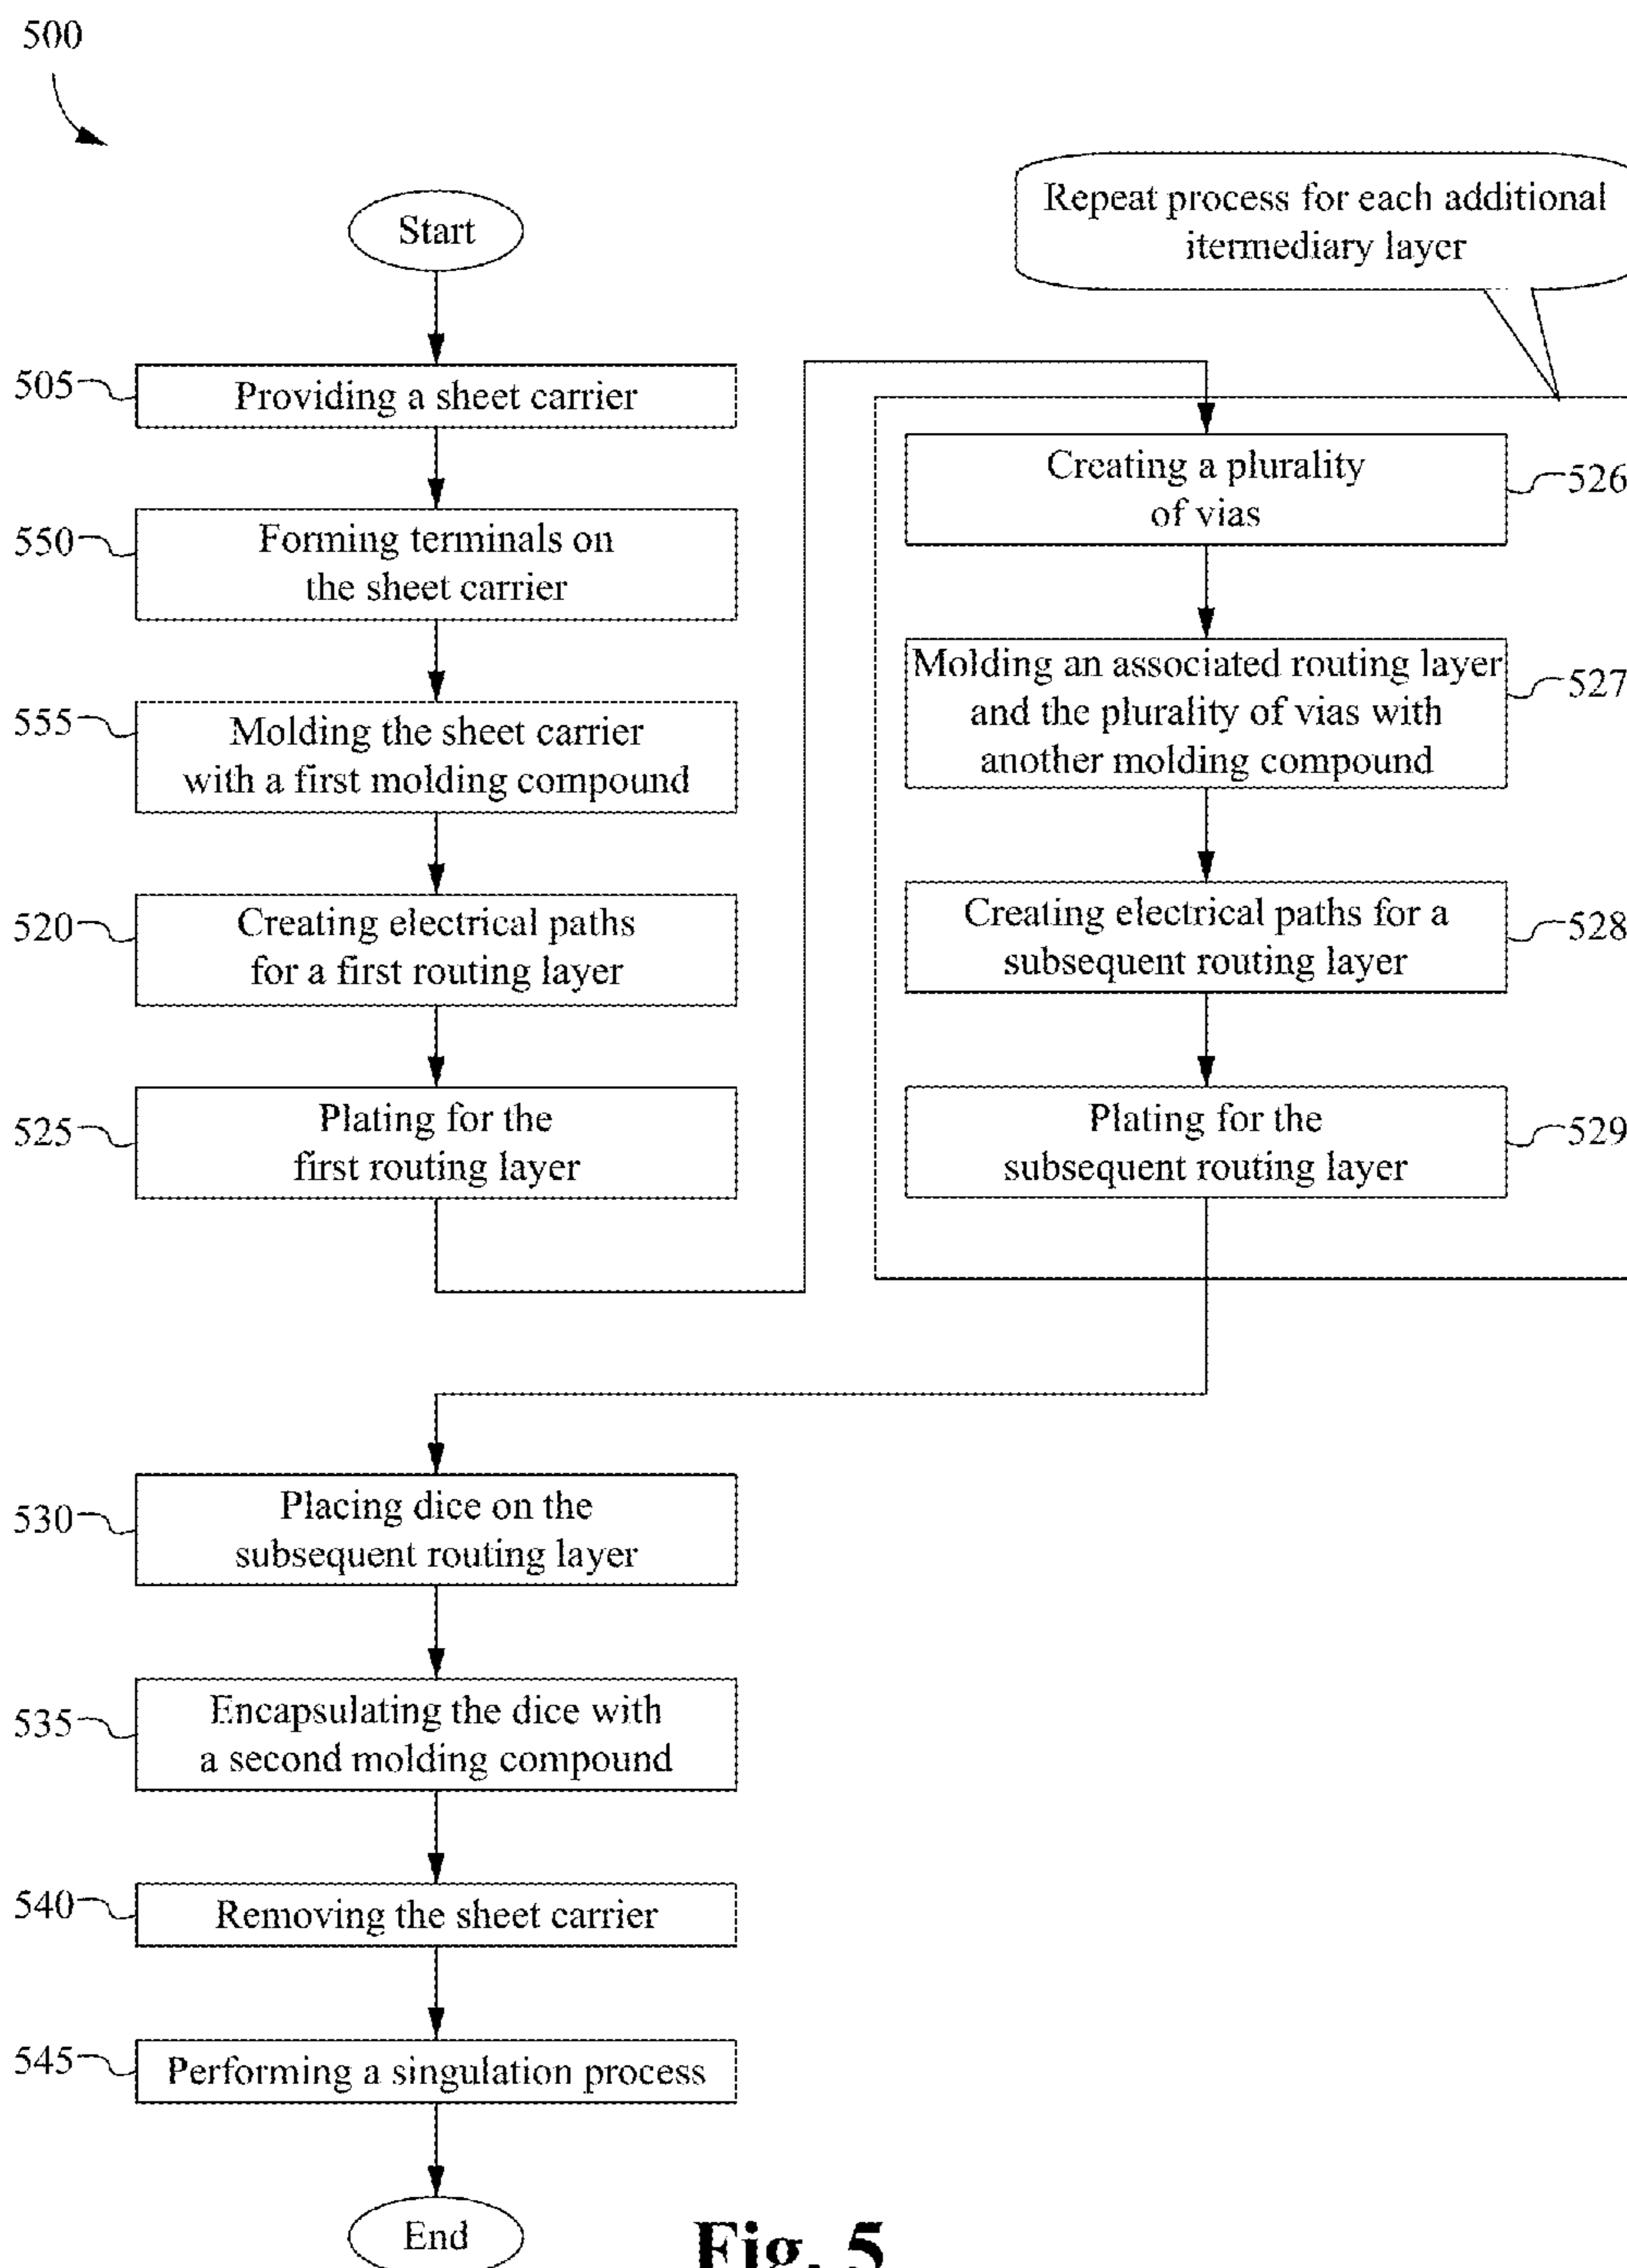 500
Start
505
Providing a sheet carrier
550
Forming terminals on
the sheet carrier
555
Molding the sheet carrier
with a first molding compound
520
Creating electrical paths
for a first routing layer
525
Plating for the
first routing layer
Repeat process for each additional
itermediary layer
Creating a plurality
of vias
526
Molding an associated routing layer
and the plurality of vias with
another molding compound
527
Creating electrical paths for a
subsequent routing layer
528
Plating for the
subsequent routing layer
529
530
Placing dice on the
subsequent routing layer
535
Encapsulating the dice with
a second molding compound
540
Removing the sheet carrier
545
Performing a singulation process
End
Fig. 5